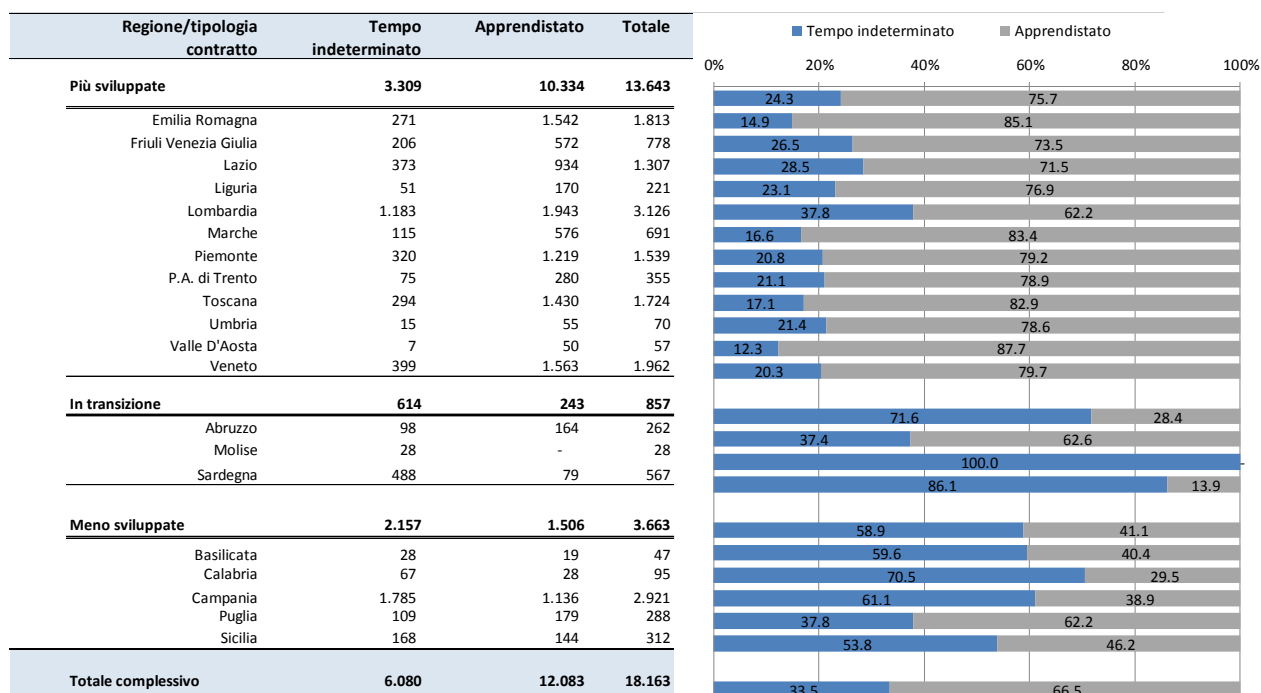 Regione/tipologia contratto Tempo indeterminato Apprendistato Totale
Più sviluppate 3.309 10.334 13.643
Emilia Romagna 271 1.542 1.813
Friuli Venezia Giulia 206 572 778
Lazio 373 934 1.307
Liguria 51 170 221
Lombardia 1.183 1.943 3.126
Marche 115 576 691
Piemonte 320 1.219 1.539
P.A. di Trento 75 280 355
Toscana 294 1.430 1.724
Umbria 15 55 70
Valle D'Aosta 7 50 57
Veneto 399 1.563 1.962
In transizione 614 243 857
Abruzzo 98 164 262
Molise 28 - 28
Sardegna 488 79 567
Meno sviluppate 2.157 1.506 3.663
Basilicata 28 19 47
Calabria 67 28 95
Campania 1.785 1.136 2.921
Puglia 109 179 288
Sicilia 168 144 312
Totale complessivo 6.080 12.083 18.163
Tempo indeterminato Apprendistato
0% 20% 40% 60% 80% 100%
24.3 75.7
14.9 85.1
26.5 73.5
28.5 71.5
23.1 76.9
37.8 62.2
16.6 83.4
20.8 79.2
21.1 78.9
17.1 82.9
21.4 78.6
12.3 87.7
20.3 79.7
71.6 28.4
37.4 62.6
100.0 -
86.1 13.9
58.9 41.1
59.6 40.4
70.5 29.5
61.1 38.9
37.8 62.2
53.8 46.2
33.5 66.5